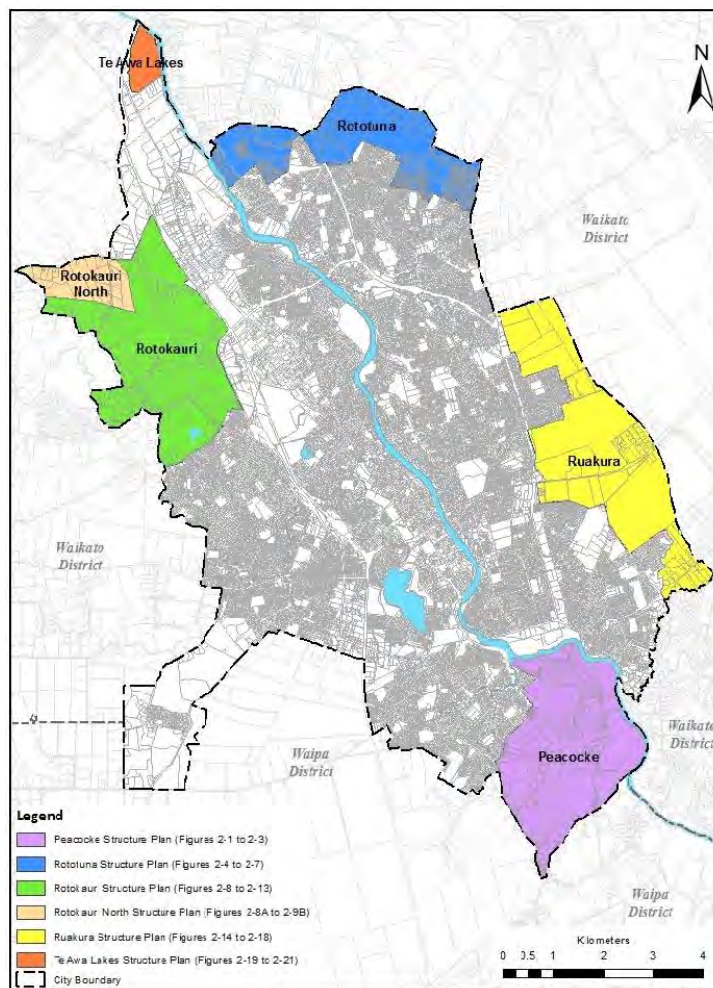 Te Awa Lakes
N
Rototuna
Waikato
District
Rotokauri
North
Rotokauri
Ruakura
Waikato
District
Waikato
District
Waipa
District
Peacocke
Waipa
District
Legend
Peacocke Structure Plan (Figures 2-1 to 2-3)
Rototuna Structure Plan (Figures 2-4 to 2-7)
Rotokaur Structure Plan (Figures 2-8 to 2-13)
Rotokaur North Structure Plan (Figures 2-8A to 2-9B)
Ruakura Structure Plan (Figures 2-14 to 2-18)
Te Awa Lakes Structure Plan (Figures 2-19 to 2-21)
City Boundary
Kilometers
0 0.5 1 2 3 4